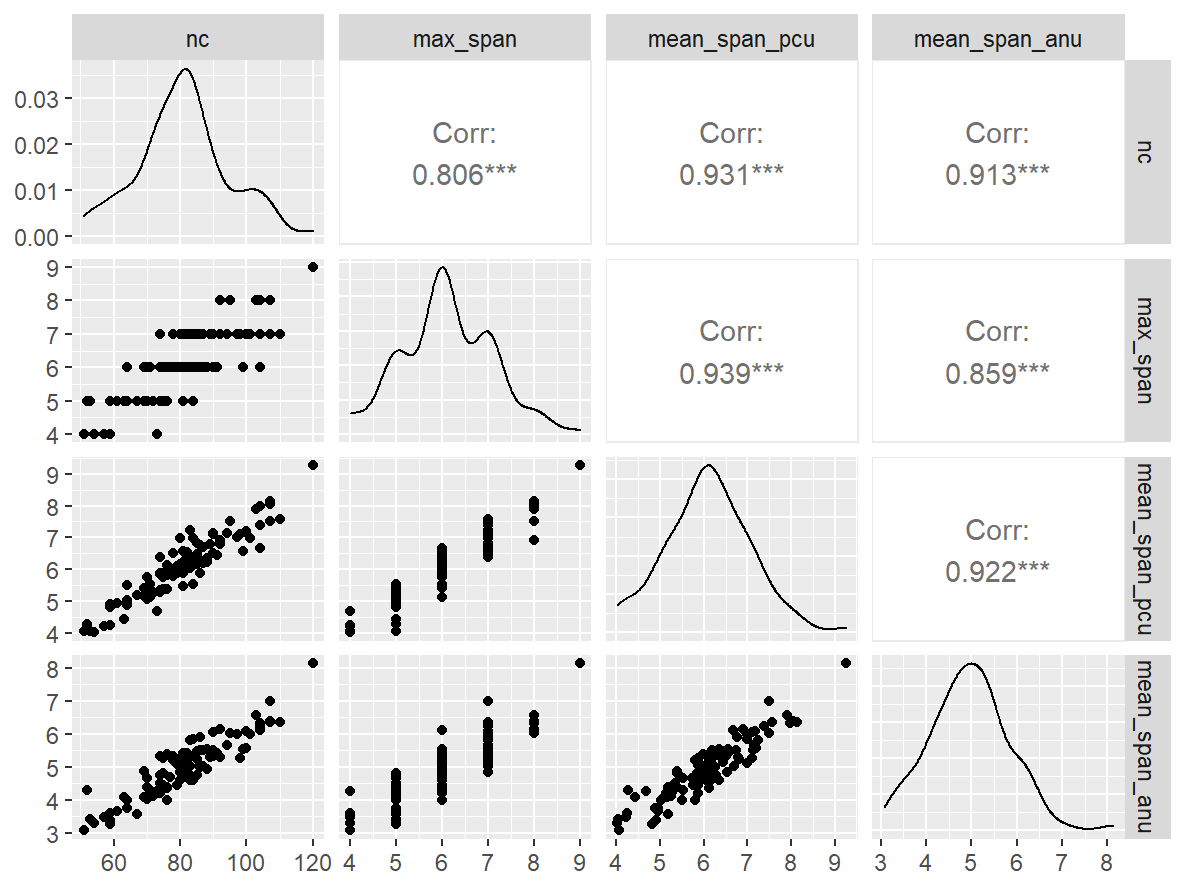 nc
max_span
mean_span_pcu
mean_span_anu
0.03
0.02
0.01
0.00
Corr:
0.806***
Corr:
0.931***
Corr:
0.913***
nc
9
8
7
6
5
4
Corr:
0.939***
Corr:
0.859***
max_span
9
8
7
6
5
4
Corr:
0.922***
mean_span_pcu
8
7
6
5
4
3
mean_span_anu
60 80 100 120
4 5 6 7 8 9
4 5 6 7 8 9
3 4 5 6 7 8